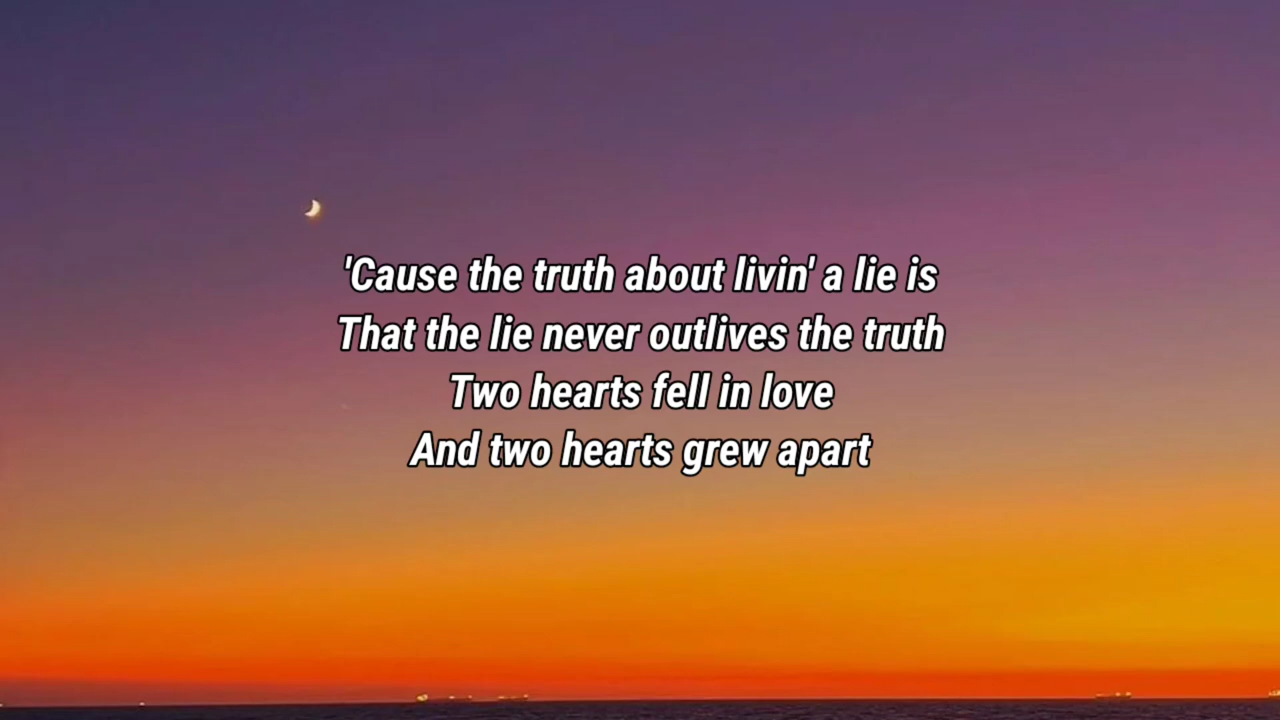 'Cause the truth about livin' a lie is
That the lie never outlives the truth
Two hearts fell in love
And two hearts grew apart